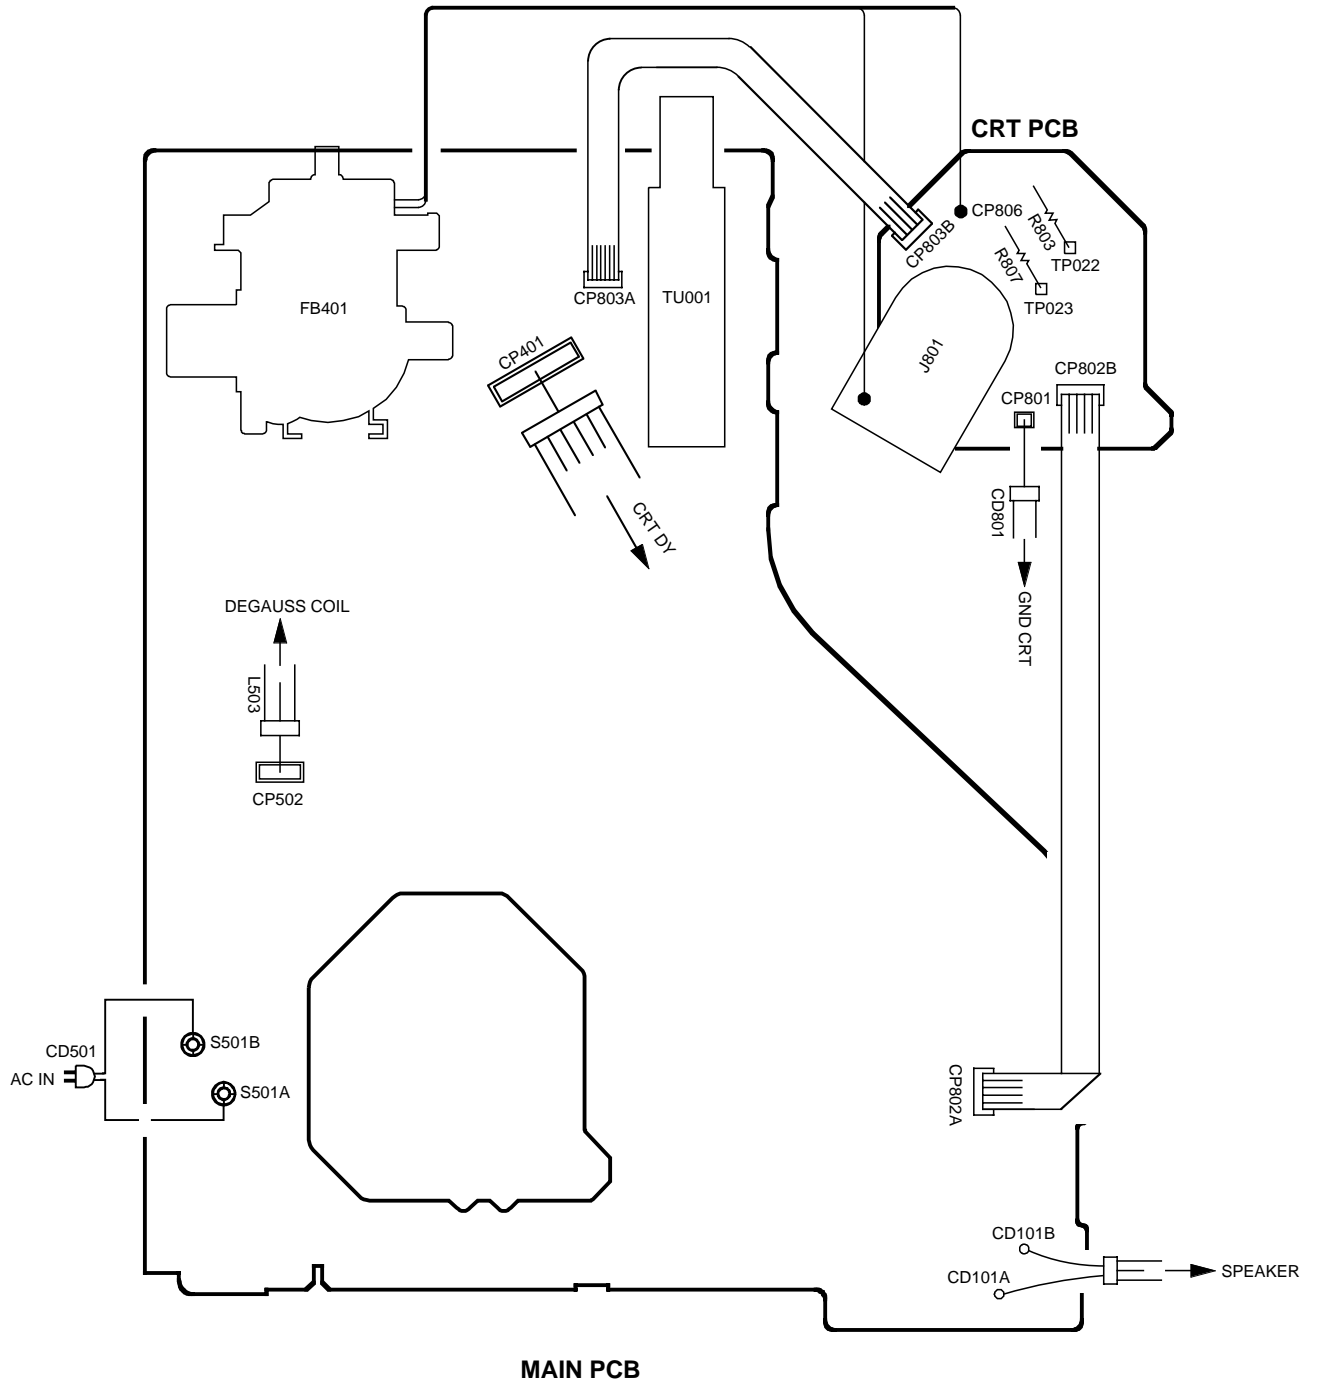 CRT PCB
CP806
R803
CP803B
TP022
R807
CP803A
TU001
TP023
FB401
CP401
J801
CP802B
CP801
CD801
CRT DY
DEGAUSS COIL
GND CRT
L503
CP502
S501B
CD501
AC IN
S501A
CP802A
CD101B
CD101A
SPEAKER
MAIN PCB